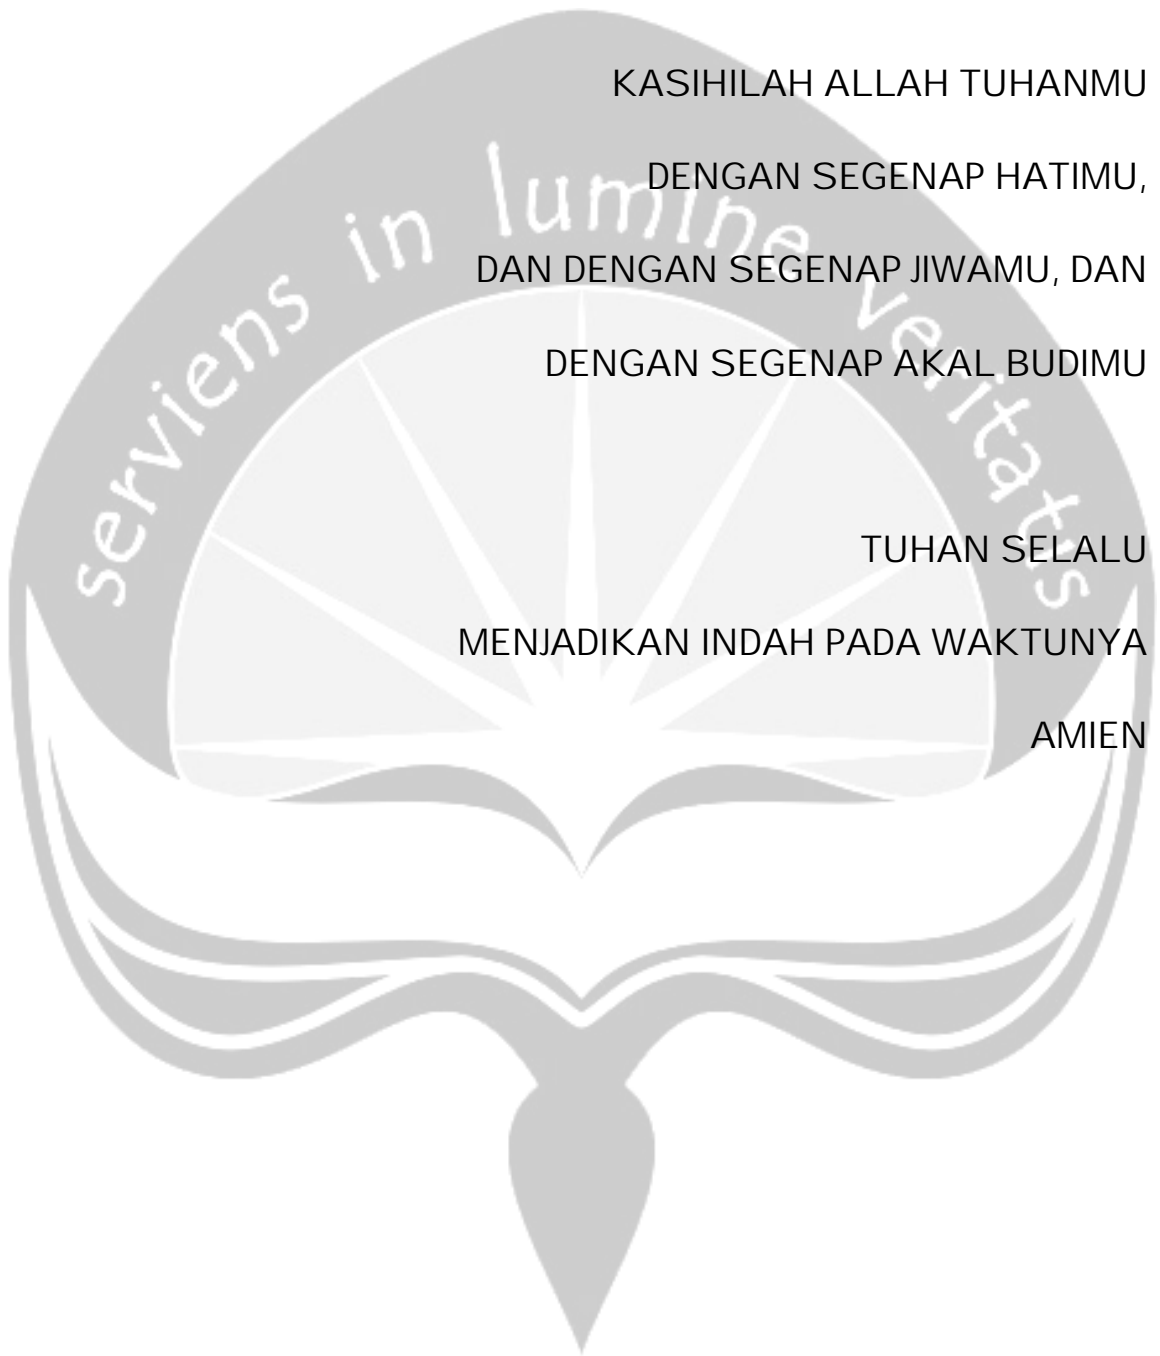 KASIHILAH ALLAH TUHANMU
DENGAN SEGENAP HATIMU,
DAN DENGAN SEGENAP JIWAMU, DAN
DENGAN SEGENAP AKAL BUDIMU
TUHAN SELALU
MENJADIKAN INDAH PADA WAKTUNYA
AMIEN
serviens in lumine veritatis